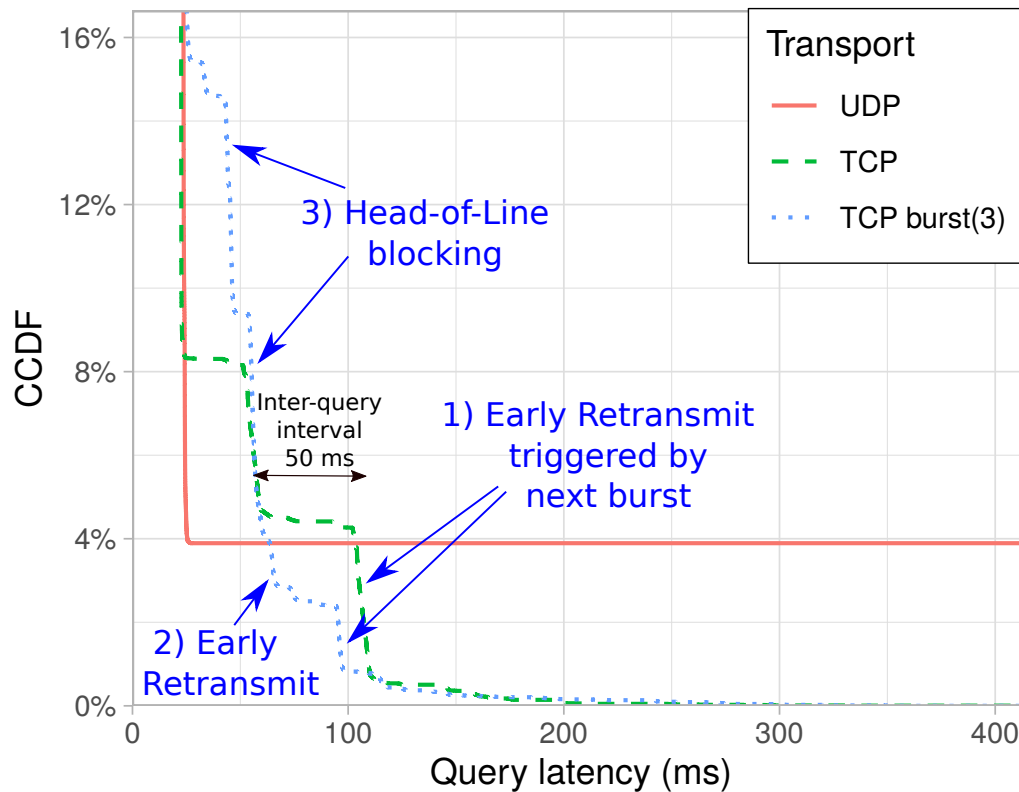 16%
12%
8%
4%
0%
0
100
200
300
400
CCDF
Query latency (ms)
Transport
UDP
TCP
TCP burst(3)
3) Head-of-Line
blocking
Inter-query
interval
50 ms
1) Early Retransmit
triggered by
next burst
2) Early
Retransmit